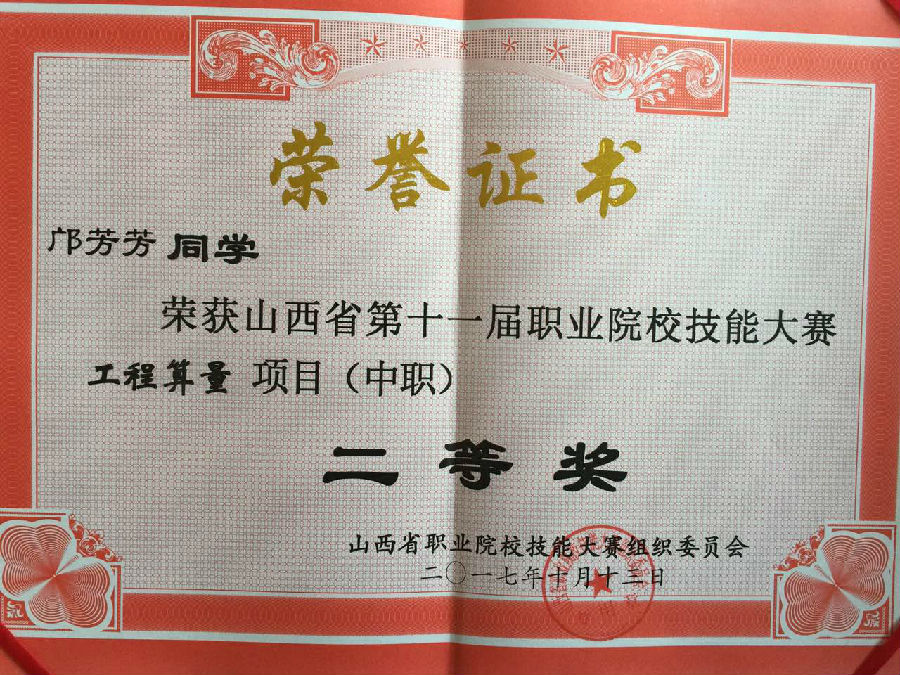 荣誉证书
邝芳芳 同学
荣获山西省第十一届职业院校技能大赛
工程算量 项目（中职）
二等奖
山西省职业院校技能大赛组织委员会
二〇一七年十月十三日